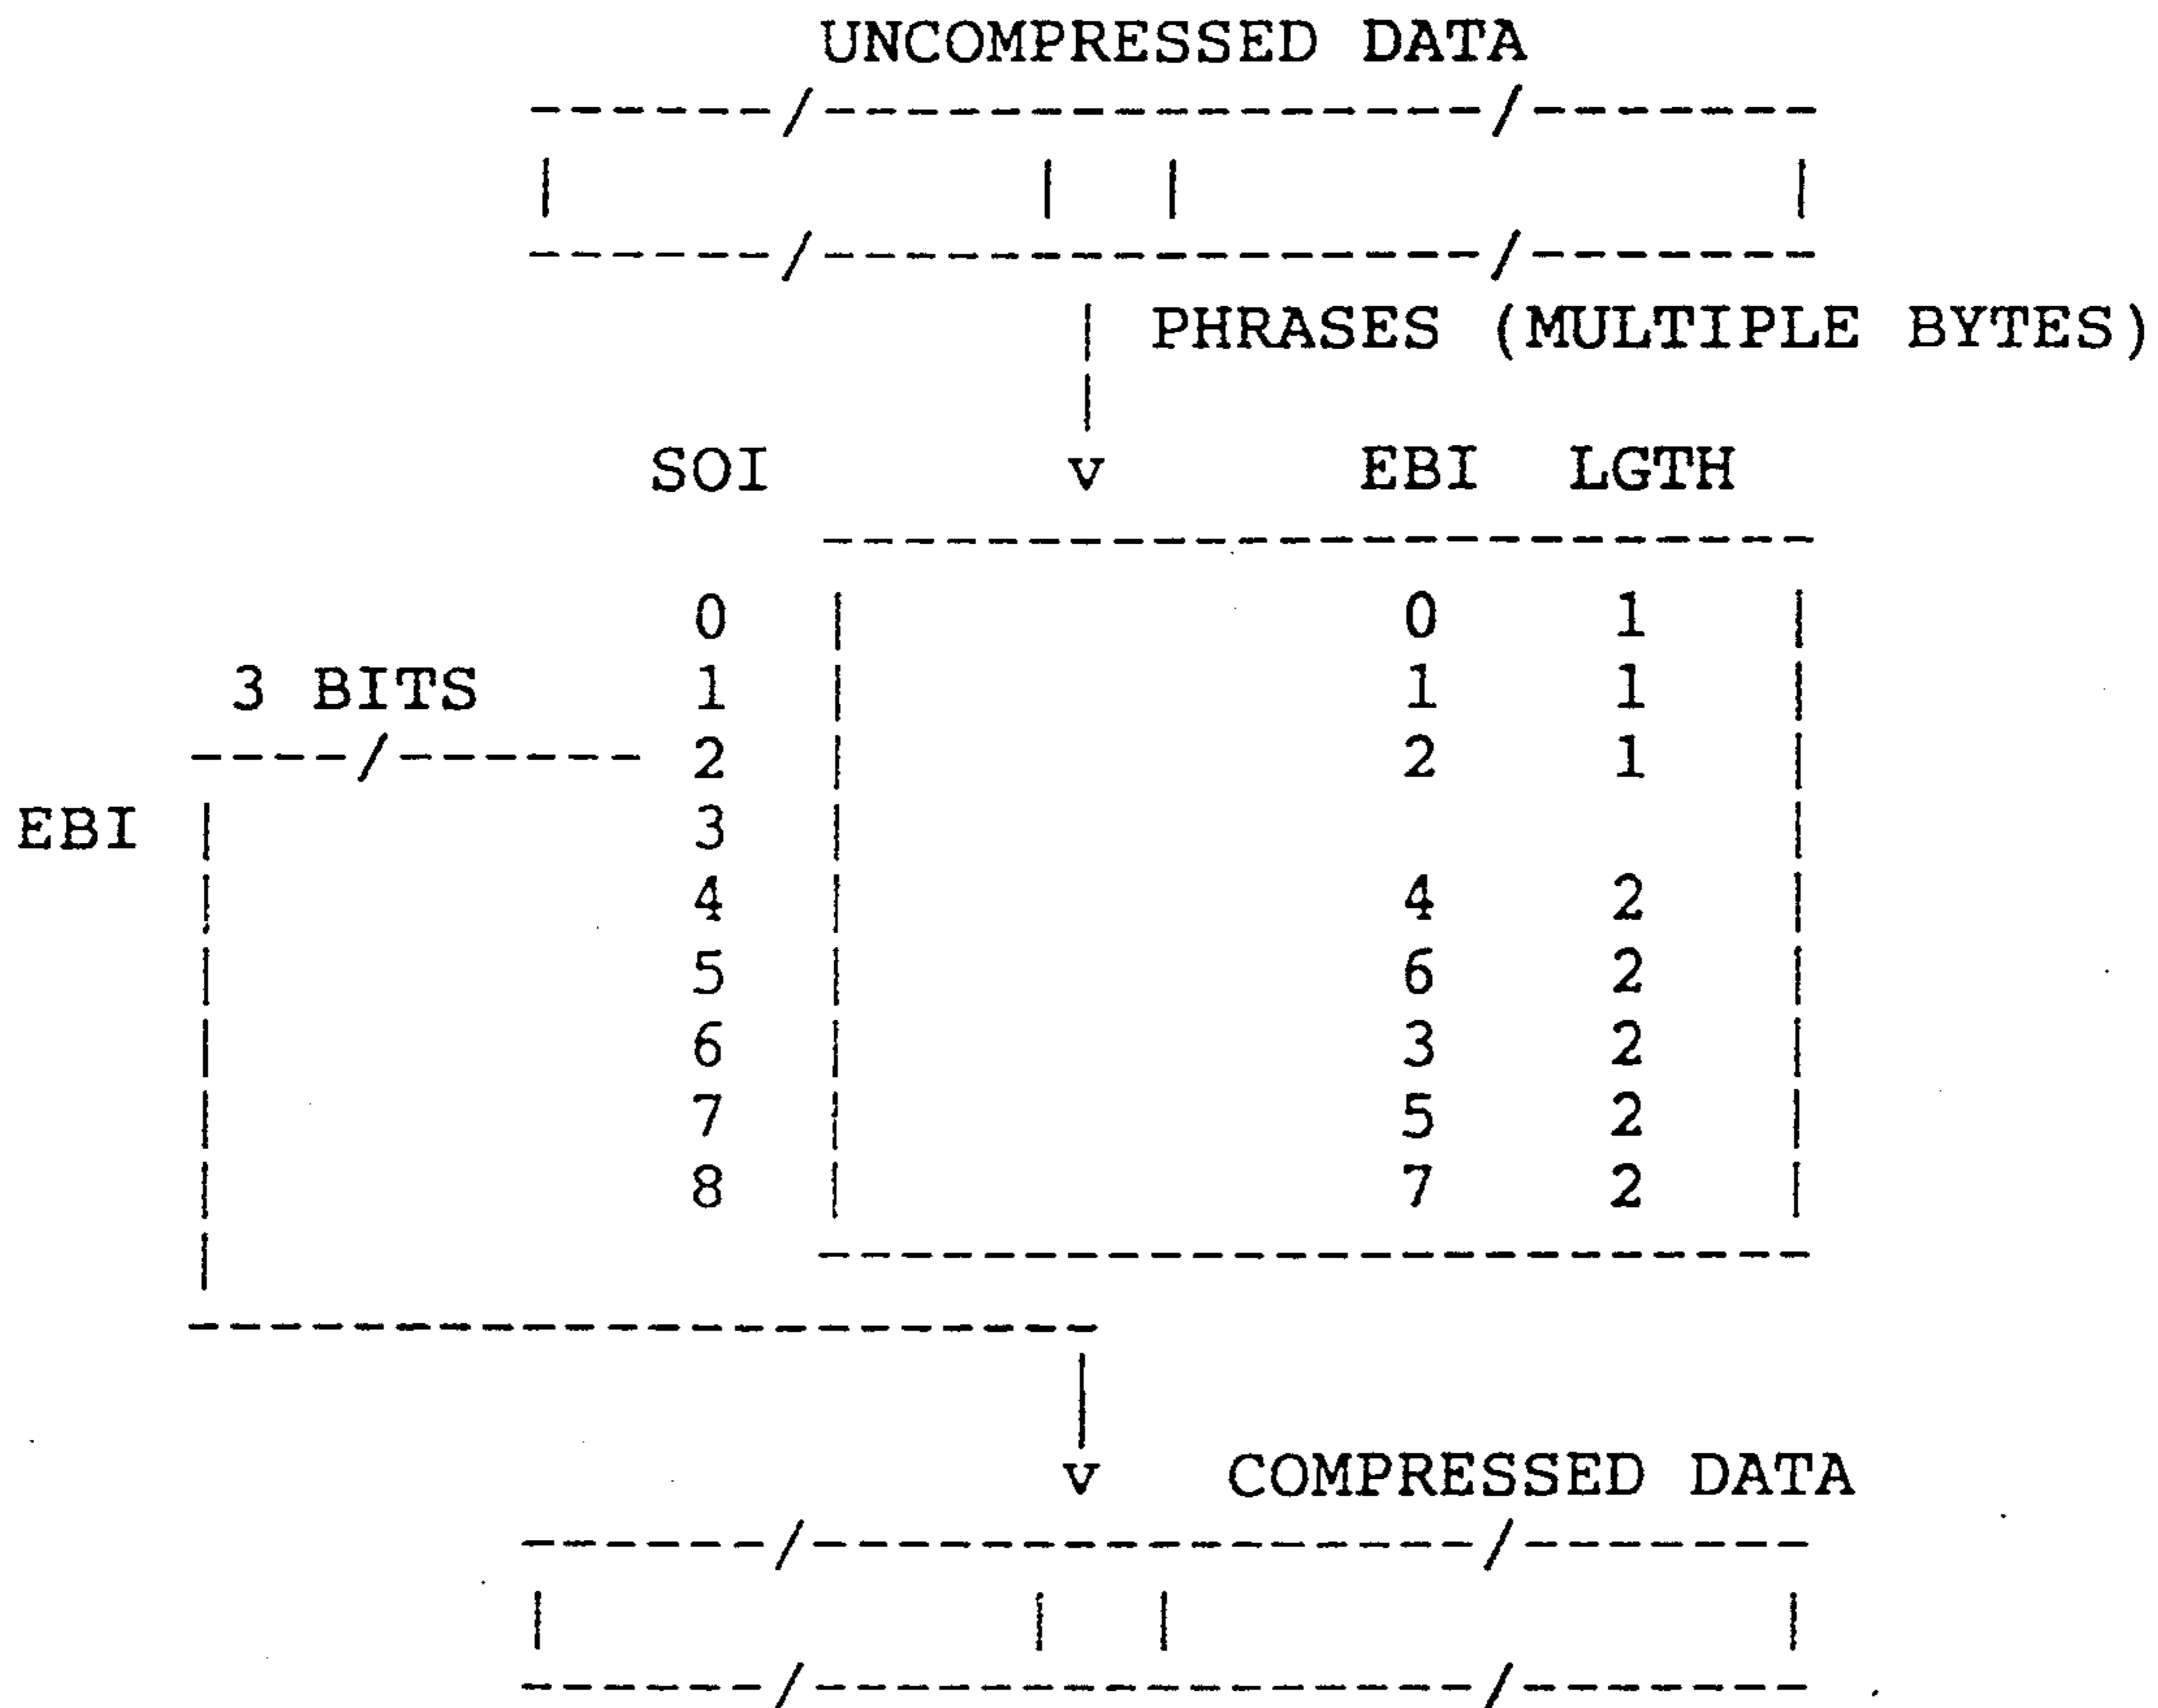 UNCOMPRESSED DATA
PHRASES (MULTIPLE BYTES)
SOI v EBI LGTH
0 0 1
3 BITS 1 1 1
2 2 1
EBI 3
4 4 2
5 6 2
6 3 2
7 5 2
8 7 2
v COMPRESSED DATA